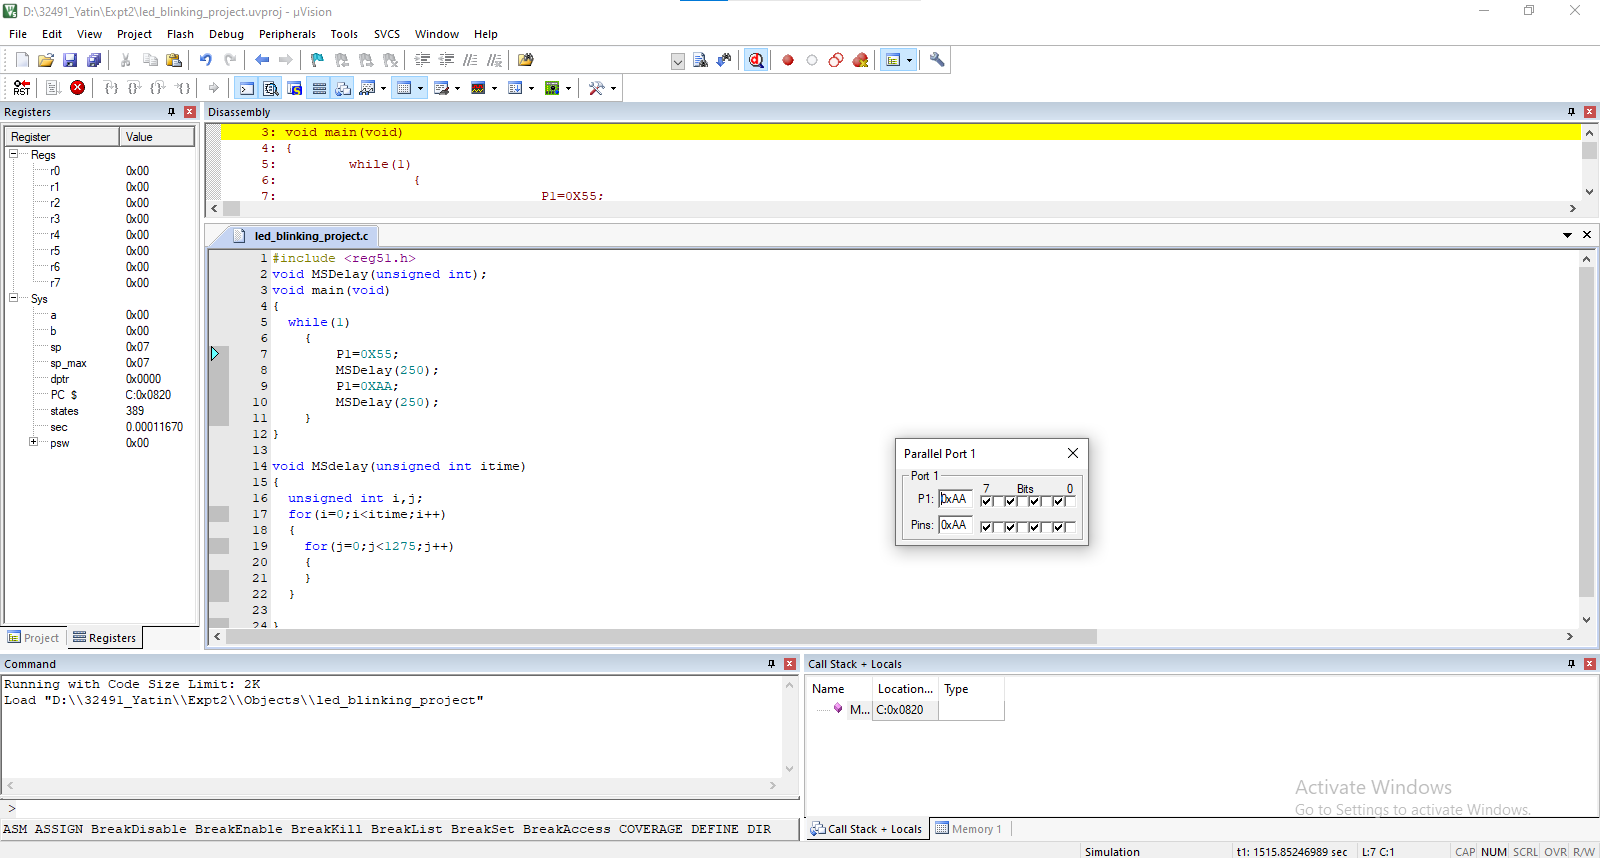 D:\32491_Yatin\Expt2\led_blinking_project.uvproj - µVision
File Edit View Project Flash Debug Peripherals Tools SVCS Window Help
RST
Registers
Register Value
Regs
r0 0x00
r1 0x00
r2 0x00
r3 0x00
r4 0x00
r5 0x00
r6 0x00
r7 0x00
Sys
a 0x00
b 0x00
sp 0x07
sp_max 0x07
dptr 0x0000
PC $ C:0x0820
states 389
sec 0.00011670
psw 0x00
Project Registers
Disassembly
3: void main(void)
4: {
5: while(1)
6: {
7: P1=0X55;
led_blinking_project.c
1 #include <reg51.h>
2 void MSDelay(unsigned int);
3 void main(void)
4 {
5 while(1)
6 {
7 P1=0X55;
8 MSDelay(250);
9 P1=0XAA;
10 MSDelay(250);
11 }
12 }
13
14 void MSdelay(unsigned int itime)
15 {
16 unsigned int i,j;
17 for(i=0;i<itime;i++)
18 {
19 for(j=0;j<1275;j++)
20 {
21 }
22 }
23
24 }
Parallel Port 1
Port 1
7 Bits 0
P1: 0xAA
Pins: 0xAA
Command
Running with Code Size Limit: 2K
Load "D:\\32491_Yatin\\Expt2\\Objects\\led_blinking_project"
>
ASM ASSIGN BreakDisable BreakEnable BreakKill BreakList BreakSet BreakAccess COVERAGE DEFINE DIR
Call Stack + Locals
Name Location... Type
M... C:0x0820
Activate Windows
Go to Settings to activate Windows.
Call Stack + Locals Memory 1
Simulation t1: 1515.85246989 sec L:7 C:1 CAP NUM SCRL OVR R/W